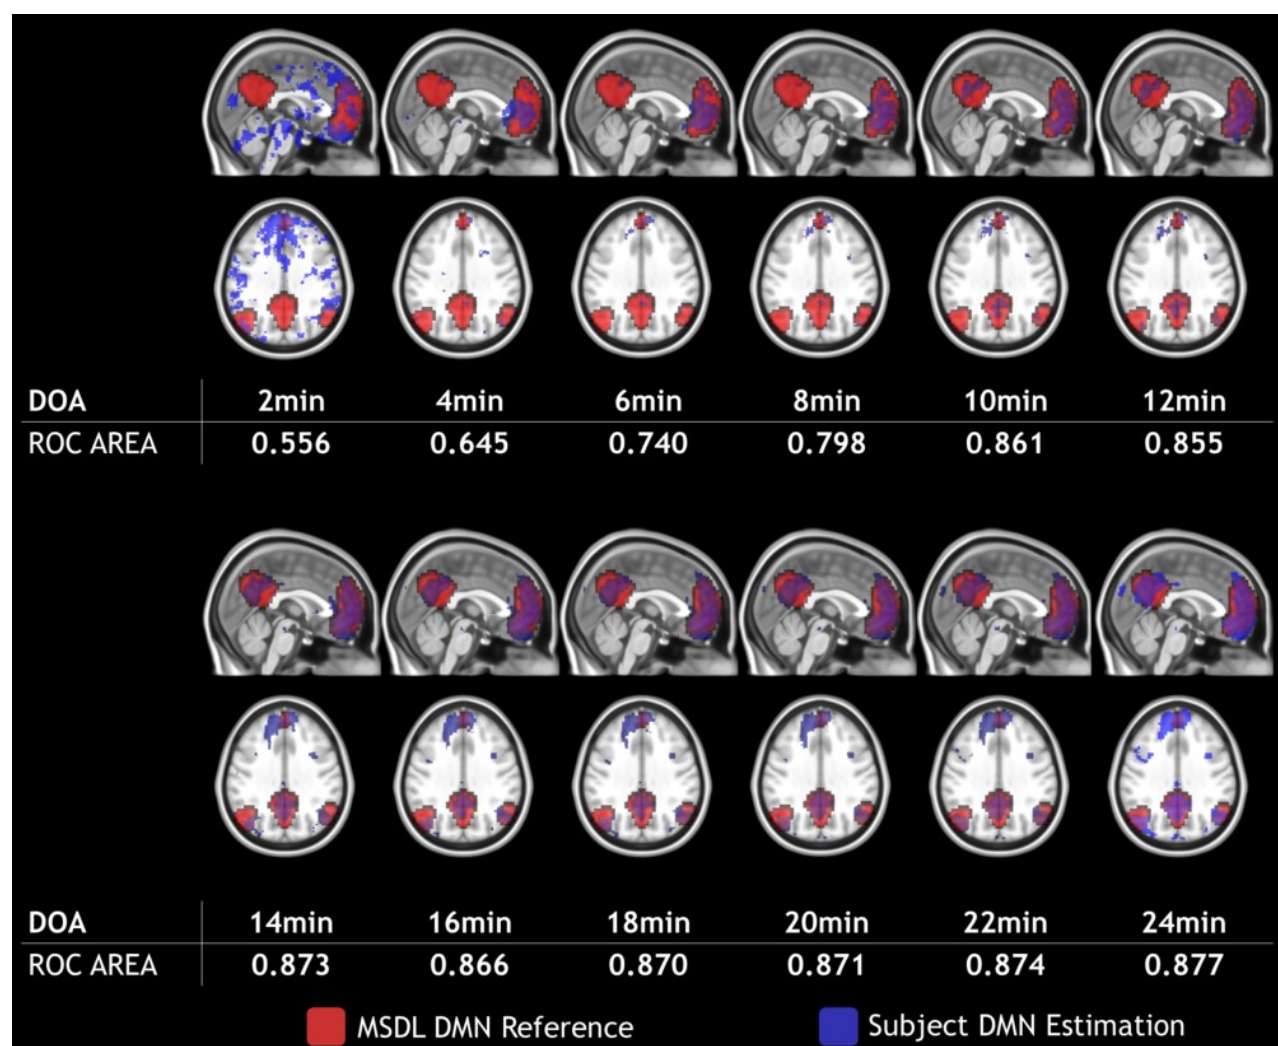 DOA 2min 4min 6min 8min 10min 12min
ROC AREA 0.556 0.645 0.740 0.798 0.861 0.855
DOA 14min 16min 18min 20min 22min 24min
ROC AREA 0.873 0.866 0.870 0.871 0.874 0.877
MSDL DMN Reference Subject DMN Estimation